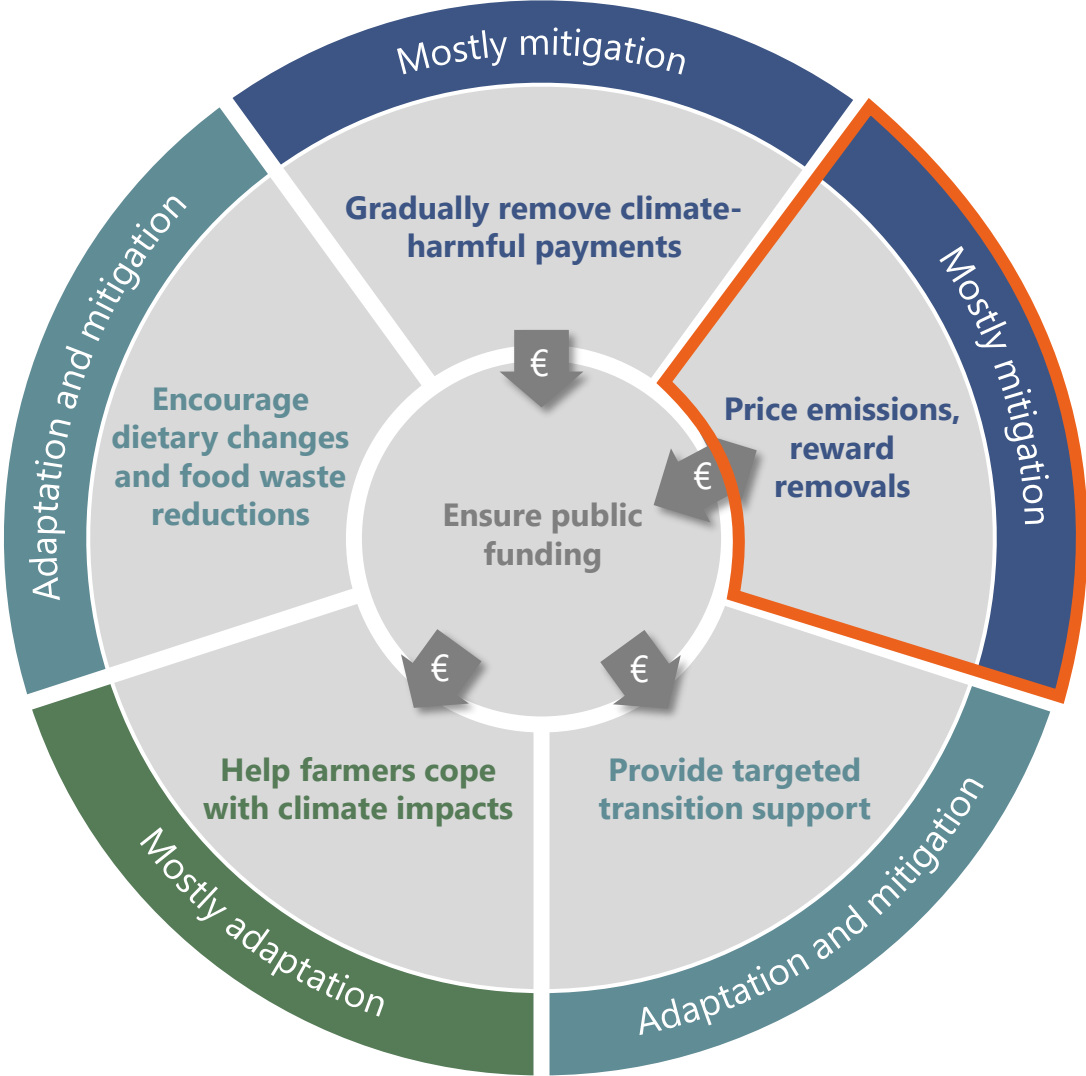 Mostly mitigation
Gradually remove climate-
harmful payments
Mostly mitigation
Price emissions,
reward
removals
Adaptation and mitigation
Provide targeted
transition support
Mostly adaptation
Help farmers cope
with climate impacts
Adaptation and mitigation
Encourage
dietary changes
and food waste
reductions
Ensure public
funding
€
€
€
€